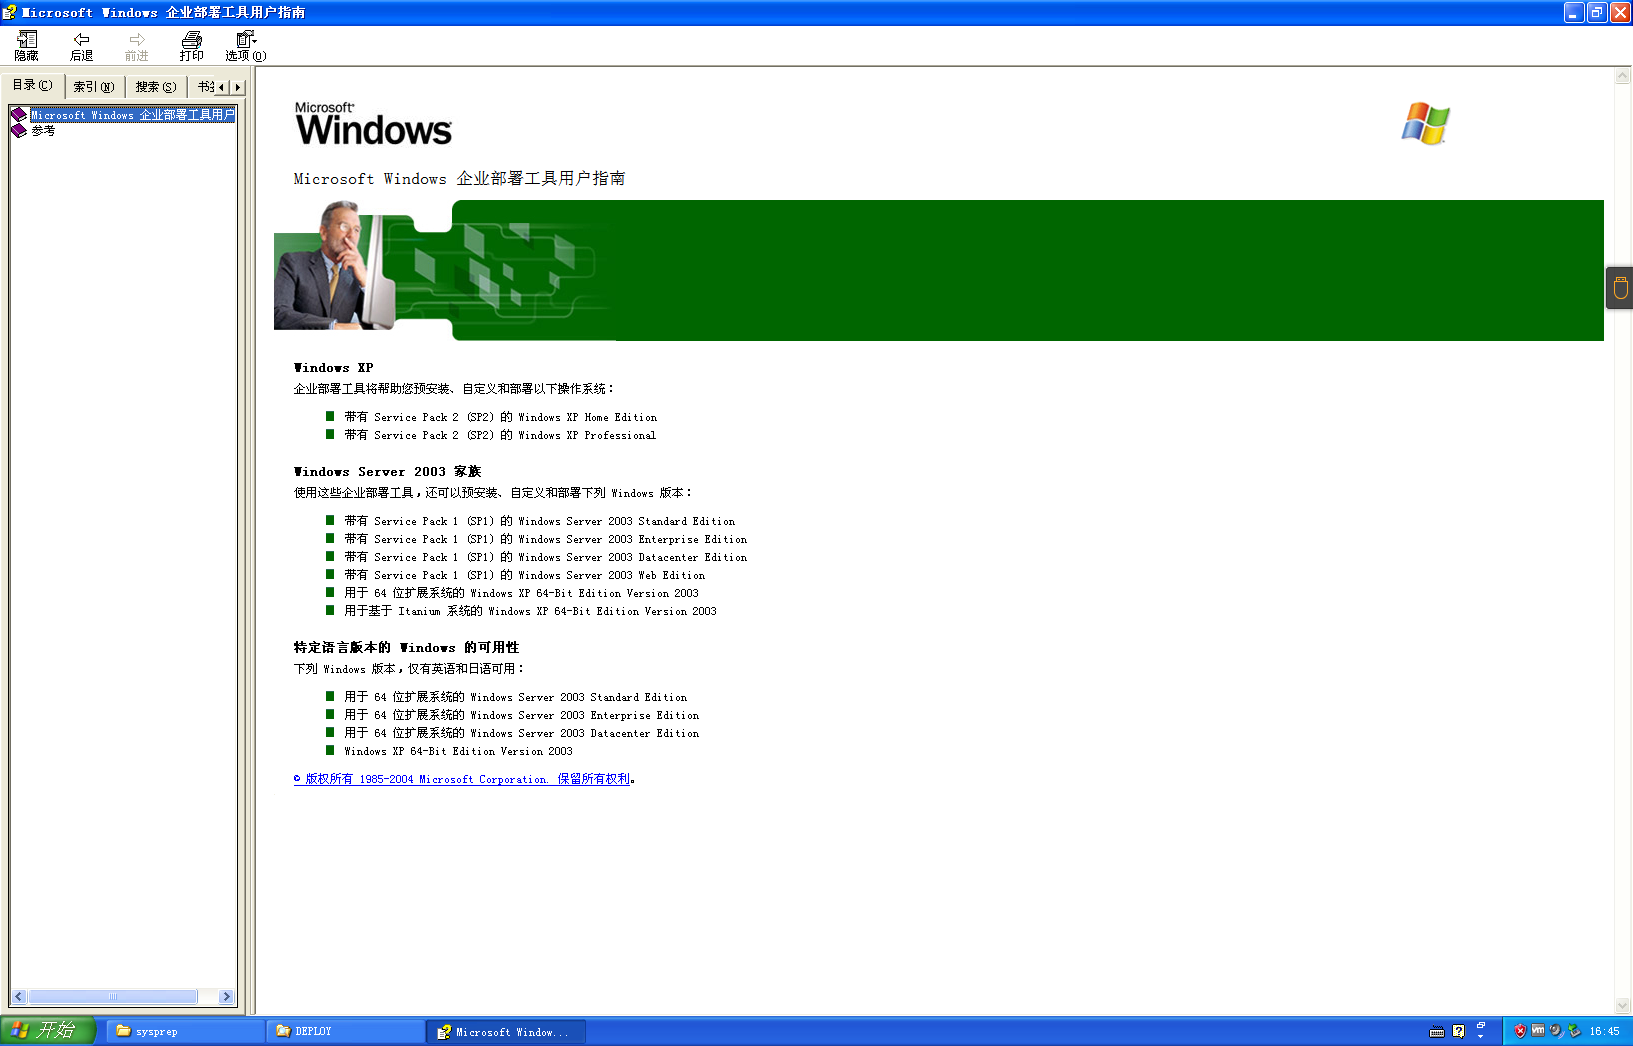 Microsoft Windows 企业部署工具用户指南
隐藏 后退 前进 打印 选项(O)
目录(C) 索引(N) 搜索(S)
Microsoft Windows 企业部署工具用户
参考
Microsoft
Windows
Microsoft Windows 企业部署工具用户指南
Windows XP
企业部署工具将帮助您预安装、自定义和部署以下操作系统：
带有 Service Pack 2 (SP2) 的 Windows XP Home Edition
带有 Service Pack 2 (SP2) 的 Windows XP Professional
Windows Server 2003 家族
使用这些企业部署工具，还可以预安装、自定义和部署下列 Windows 版本：
带有 Service Pack 1 (SP1) 的 Windows Server 2003 Standard Edition
带有 Service Pack 1 (SP1) 的 Windows Server 2003 Enterprise Edition
带有 Service Pack 1 (SP1) 的 Windows Server 2003 Datacenter Edition
带有 Service Pack 1 (SP1) 的 Windows Server 2003 Web Edition
用于 64 位扩展系统的 Windows XP 64-Bit Edition Version 2003
用于基于 Itanium 系统的 Windows XP 64-Bit Edition Version 2003
特定语言版本的 Windows 的可用性
下列 Windows 版本，仅有英语和日语可用：
用于 64 位扩展系统的 Windows Server 2003 Standard Edition
用于 64 位扩展系统的 Windows Server 2003 Enterprise Edition
用于 64 位扩展系统的 Windows Server 2003 Datacenter Edition
Windows XP 64-Bit Edition Version 2003
© 版权所有 1985-2004 Microsoft Corporation. 保留所有权利。
开始 sysprep DEPLOY Microsoft Window... 16:45